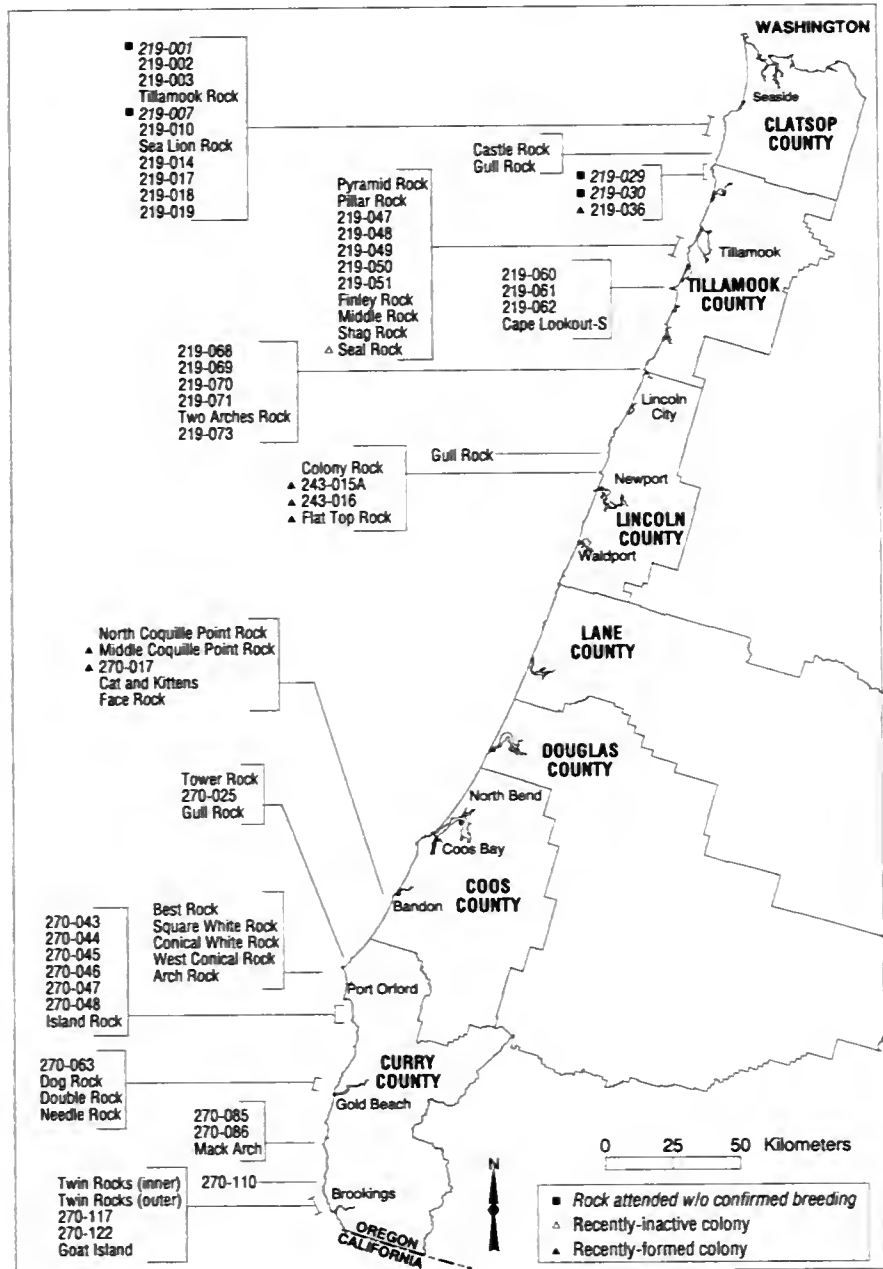 WASHINGTON
■ 219-001
219-002
219-003
Tillamook Rock
■ 219-007
219-010
Sea Lion Rock
219-014
219-017
219-018
219-019
Seaside
CLATSOP
COUNTY
Castle Rock
Gull Rock
■ 219-029
■ 219-030
▲ 219-036
Pyramid Rock
Pillar Rock
219-047
219-048
219-049
219-050
219-051
Finley Rock
Middle Rock
Shag Rock
△ Seal Rock
Tillamook
TILLAMOOK
COUNTY
219-060
219-061
219-062
Cape Lookout-S
219-068
219-069
219-070
219-071
Two Arches Rock
219-073
Lincoln
City
Gull Rock
Colony Rock
▲ 243-015A
▲ 243-016
▲ Flat Top Rock
Newport
LINCOLN
COUNTY
Waldport
North Coquille Point Rock
▲ Middle Coquille Point Rock
▲ 270-017
Cat and Kittens
Face Rock
LANE
COUNTY
DOUGLAS
COUNTY
Tower Rock
270-025
Gull Rock
North Bend
Coos Bay
Bandon
COOS
COUNTY
Best Rock
Square White Rock
Conical White Rock
West Conical Rock
Arch Rock
270-043
270-044
270-045
270-046
270-047
270-048
Island Rock
Port Orford
CURRY
COUNTY
270-063
Dog Rock
Double Rock
Needle Rock
Gold Beach
270-085
270-086
Mack Arch
270-110
Twin Rocks (inner)
Twin Rocks (outer)
270-117
270-122
Goat Island
Brookings
OREGON
CALIFORNIA
N
0 25 50 Kilometers
■ Rock attended w/o confirmed breeding
△ Recently-inactive colony
▲ Recently-formed colony